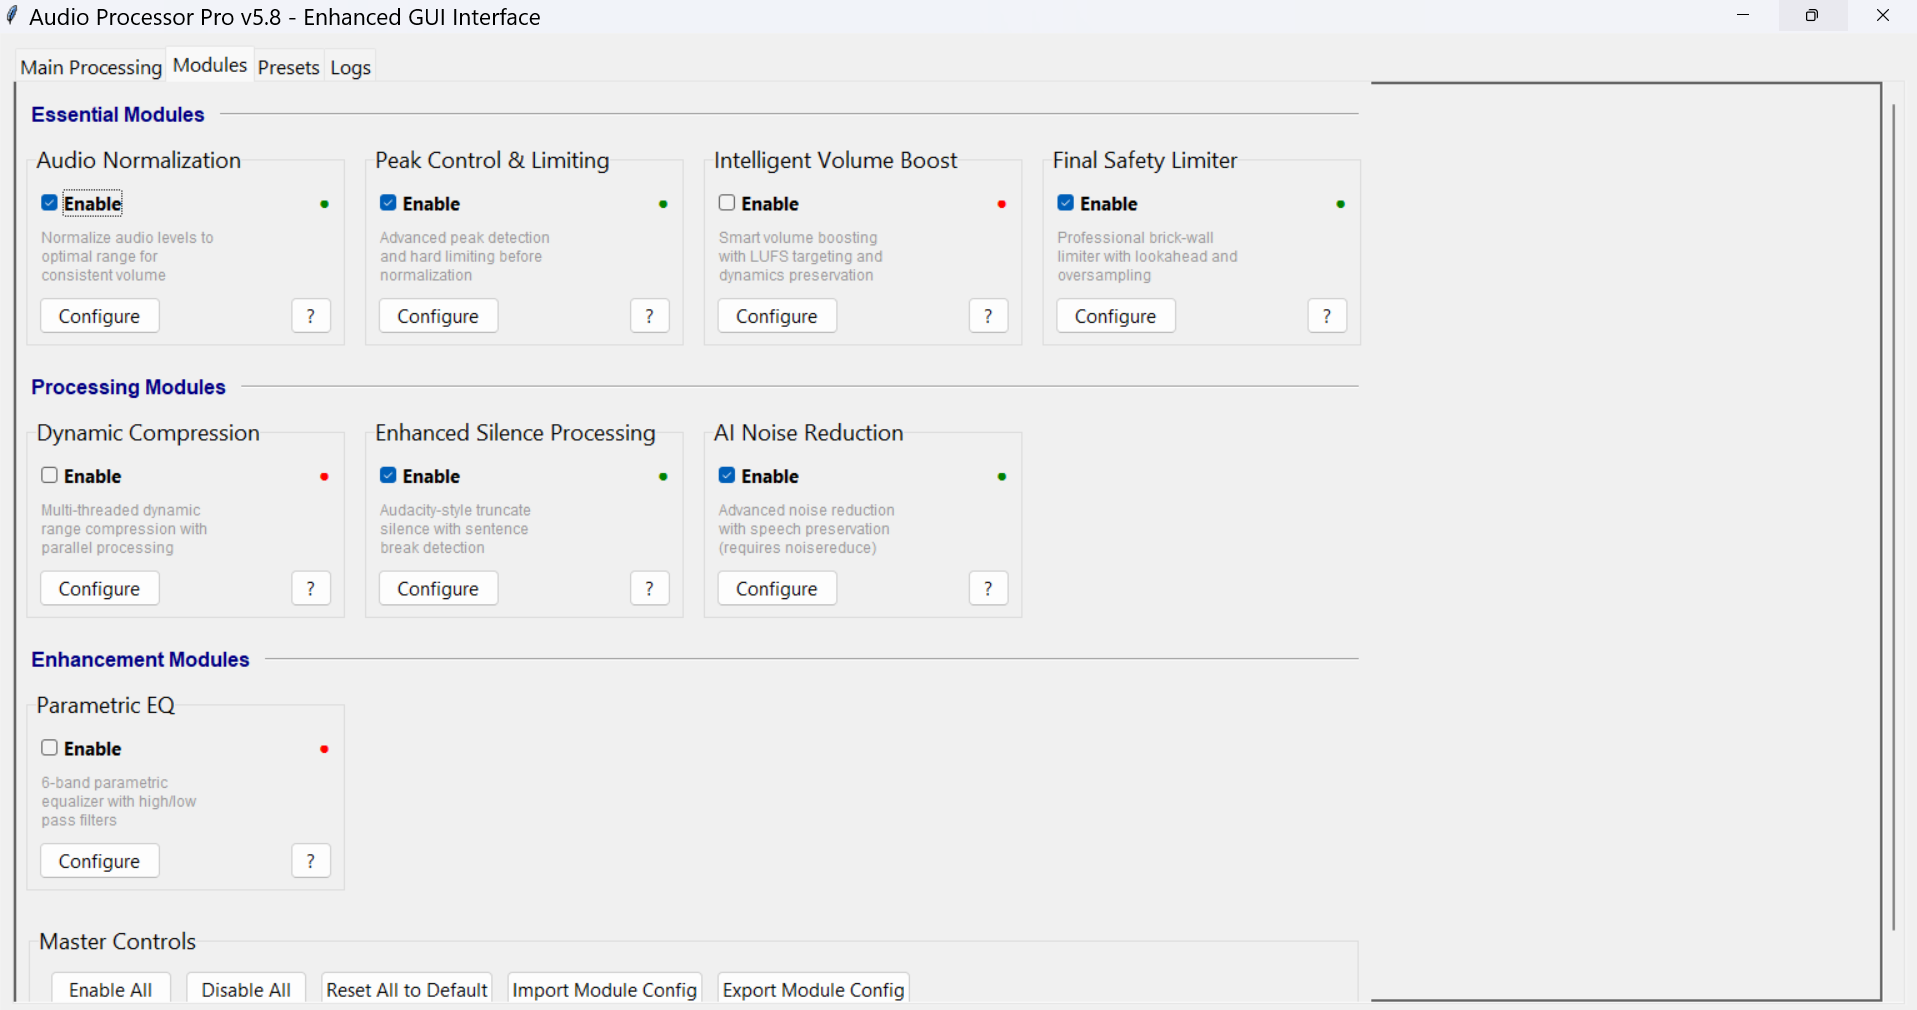 Audio Processor Pro v5.8 - Enhanced GUI Interface
Main Processing Modules Presets Logs
Essential Modules
Audio Normalization
Enable
Normalize audio levels to
optimal range for
consistent volume
Configure ?
Peak Control & Limiting
Enable
Advanced peak detection
and hard limiting before
normalization
Configure ?
Intelligent Volume Boost
Enable
Smart volume boosting
with LUFS targeting and
dynamics preservation
Configure ?
Final Safety Limiter
Enable
Professional brick-wall
limiter with lookahead and
oversampling
Configure ?
Processing Modules
Dynamic Compression
Enable
Multi-threaded dynamic
range compression with
parallel processing
Configure ?
Enhanced Silence Processing
Enable
Audacity-style truncate
silence with sentence
break detection
Configure ?
AI Noise Reduction
Enable
Advanced noise reduction
with speech preservation
(requires noisereduce)
Configure ?
Enhancement Modules
Parametric EQ
Enable
6-band parametric
equalizer with high/low
pass filters
Configure ?
Master Controls
Enable All Disable All Reset All to Default Import Module Config Export Module Config